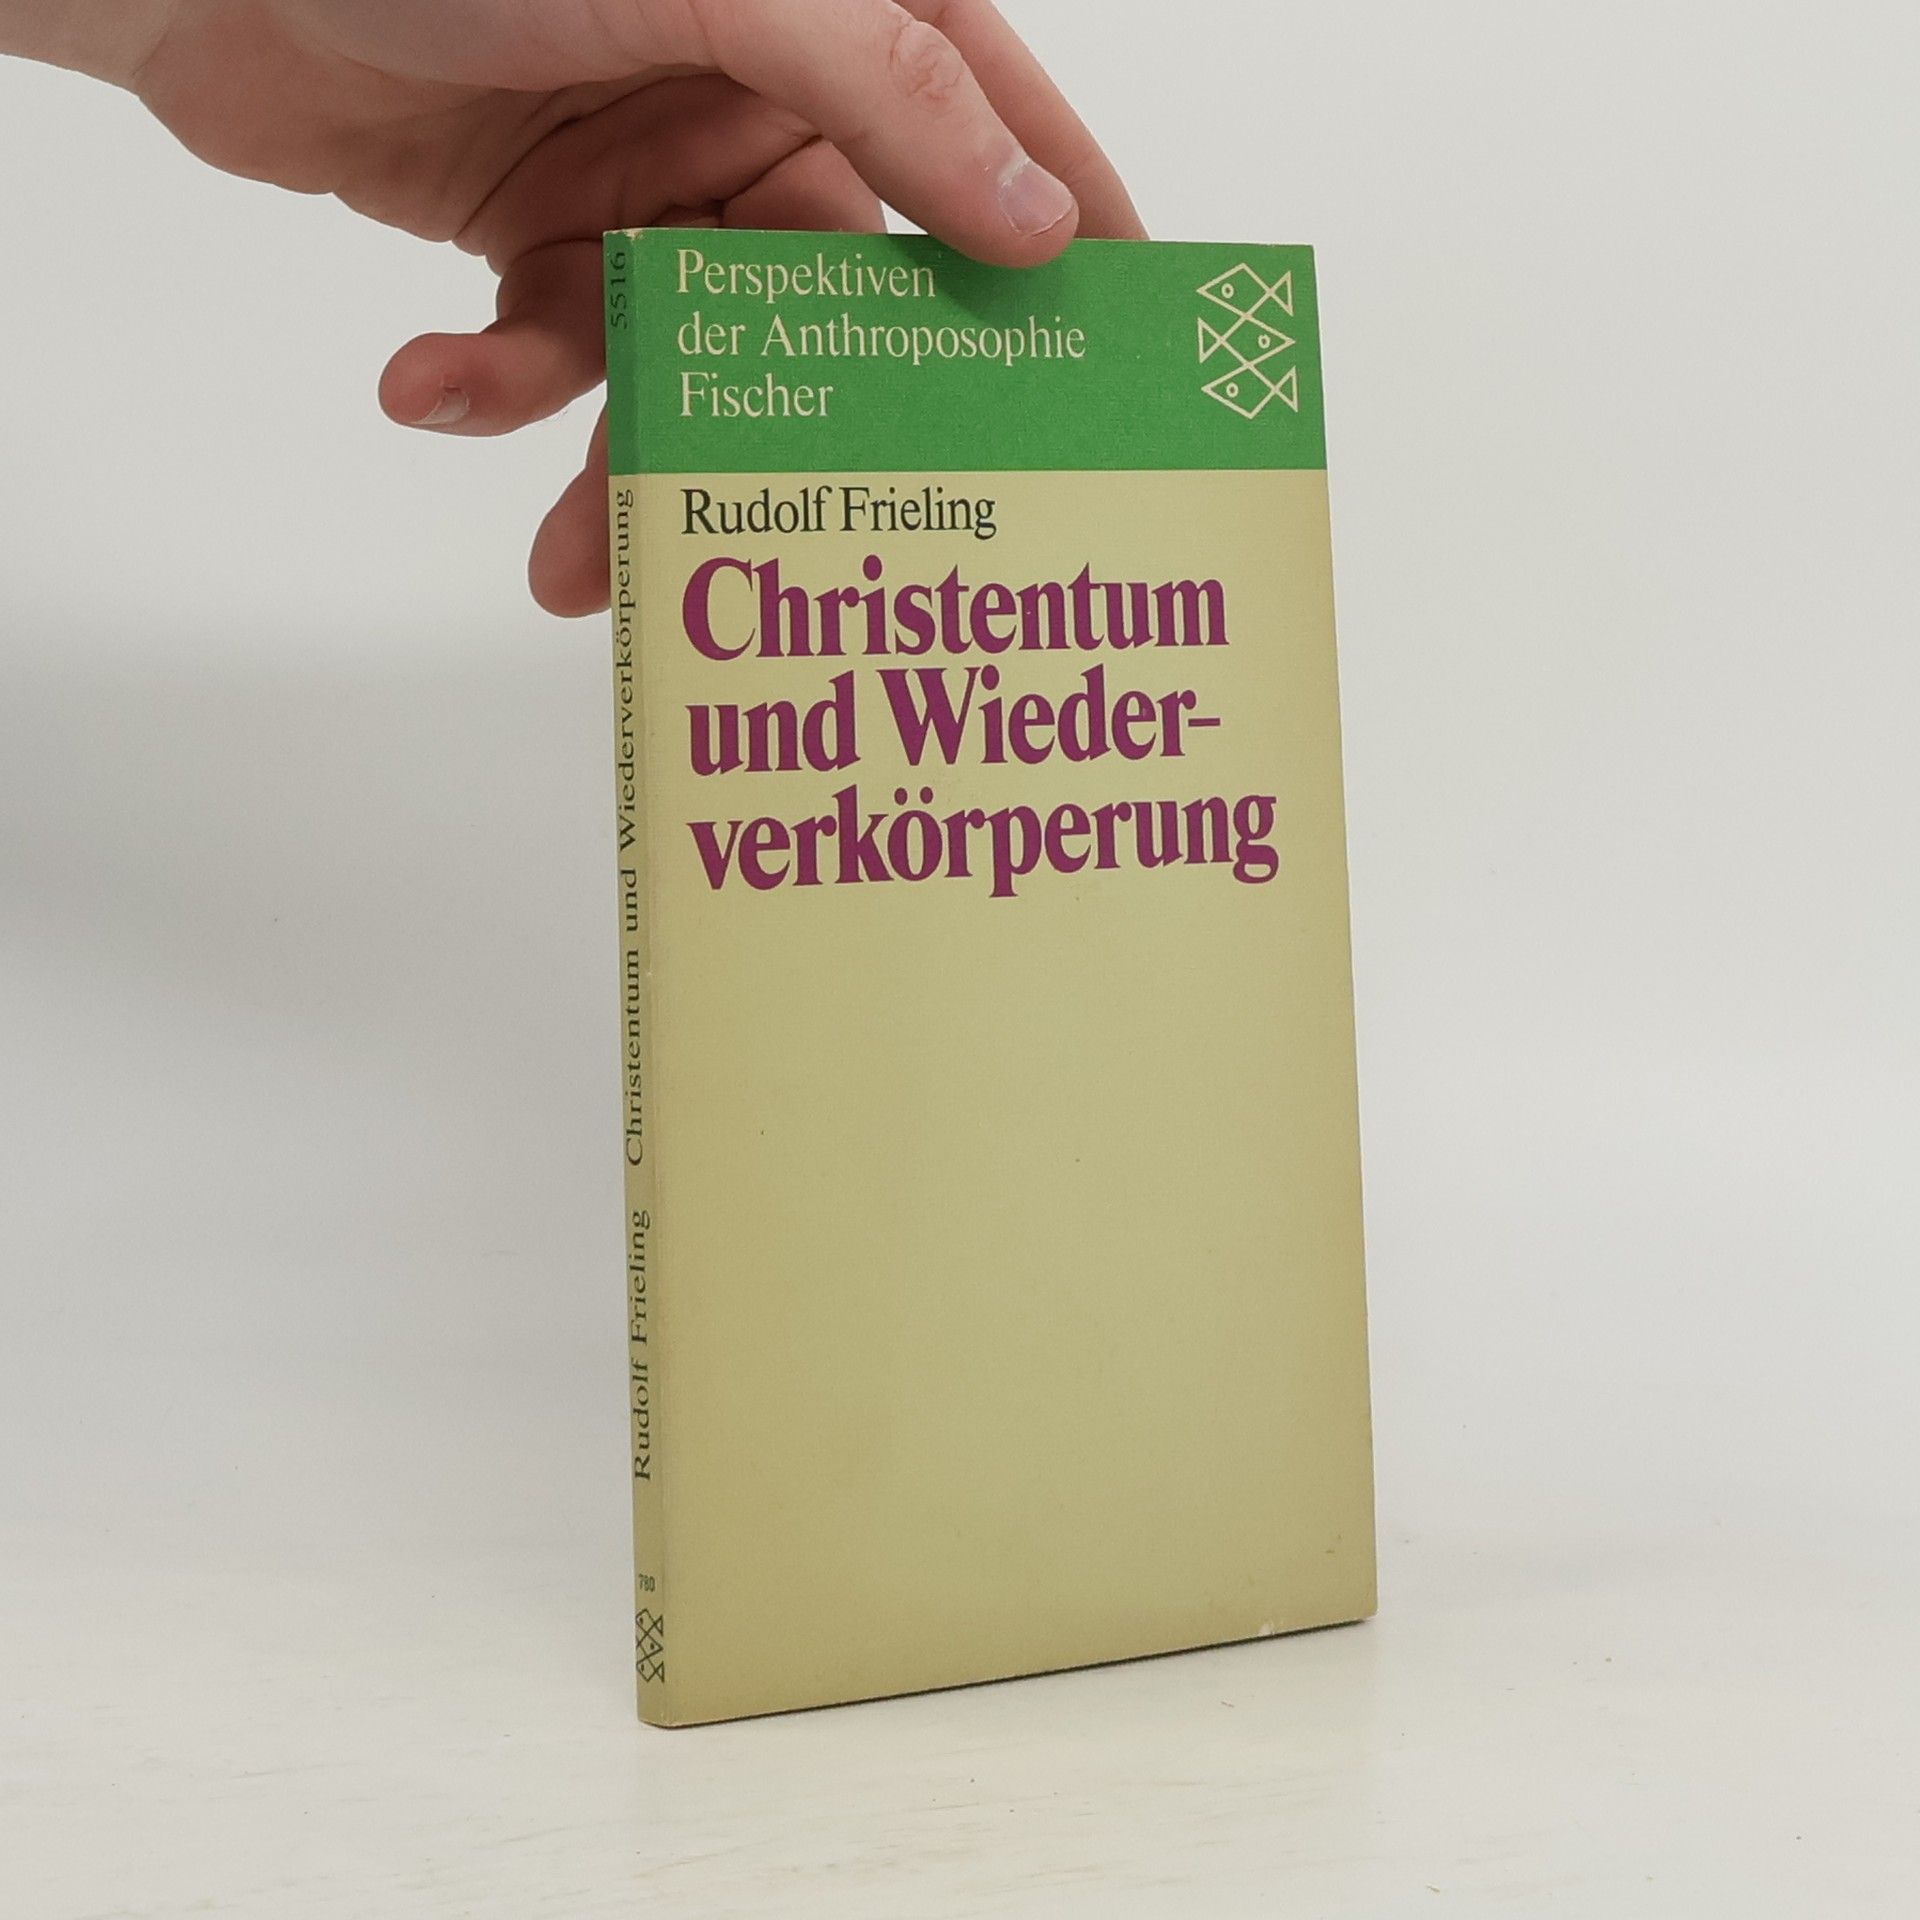 Perspektiven
der Anthroposophie
Fischer
Rudolf Frieling
Christentum
und Wieder-
verkörperung
Rudolf Frieling Christentum und Wiederverkörperung 5516
780